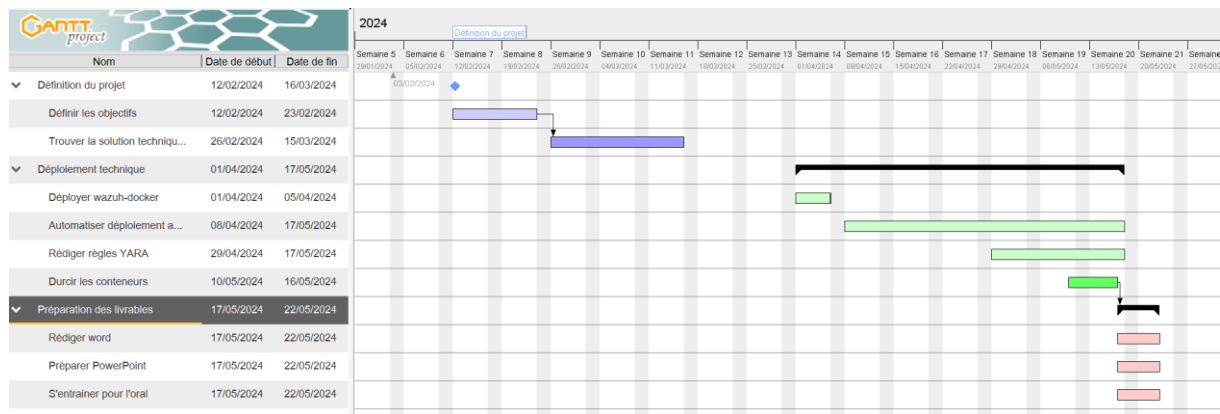 GANTT project
2024
Définition du projet
Semaine 5 Semaine 6 Semaine 7 Semaine 8 Semaine 9 Semaine 10 Semaine 11 Semaine 12 Semaine 13 Semaine 14 Semaine 15 Semaine 16 Semaine 17 Semaine 18 Semaine 19 Semaine 20 Semaine 21 Semaine
Nom Date de début Date de fin
29/01/2024 05/02/2024 12/02/2024 19/02/2024 26/02/2024 04/03/2024 11/03/2024 18/03/2024 25/03/2024 01/04/2024 08/04/2024 15/04/2024 22/04/2024 29/04/2024 06/05/2024 13/05/2024 20/05/2024 27/05/202
Définition du projet 12/02/2024 16/03/2024
03/02/2024
Définir les objectifs 12/02/2024 23/02/2024
Trouver la solution techniqu... 26/02/2024 15/03/2024
Déploiement technique 01/04/2024 17/05/2024
Déployer wazuh-docker 01/04/2024 05/04/2024
Automatiser déploiement a... 08/04/2024 17/05/2024
Rédiger règles YARA 29/04/2024 17/05/2024
Durcir les conteneurs 10/05/2024 16/05/2024
Préparation des livrables 17/05/2024 22/05/2024
Rédiger word 17/05/2024 22/05/2024
Préparer PowerPoint 17/05/2024 22/05/2024
S'entrainer pour l'oral 17/05/2024 22/05/2024